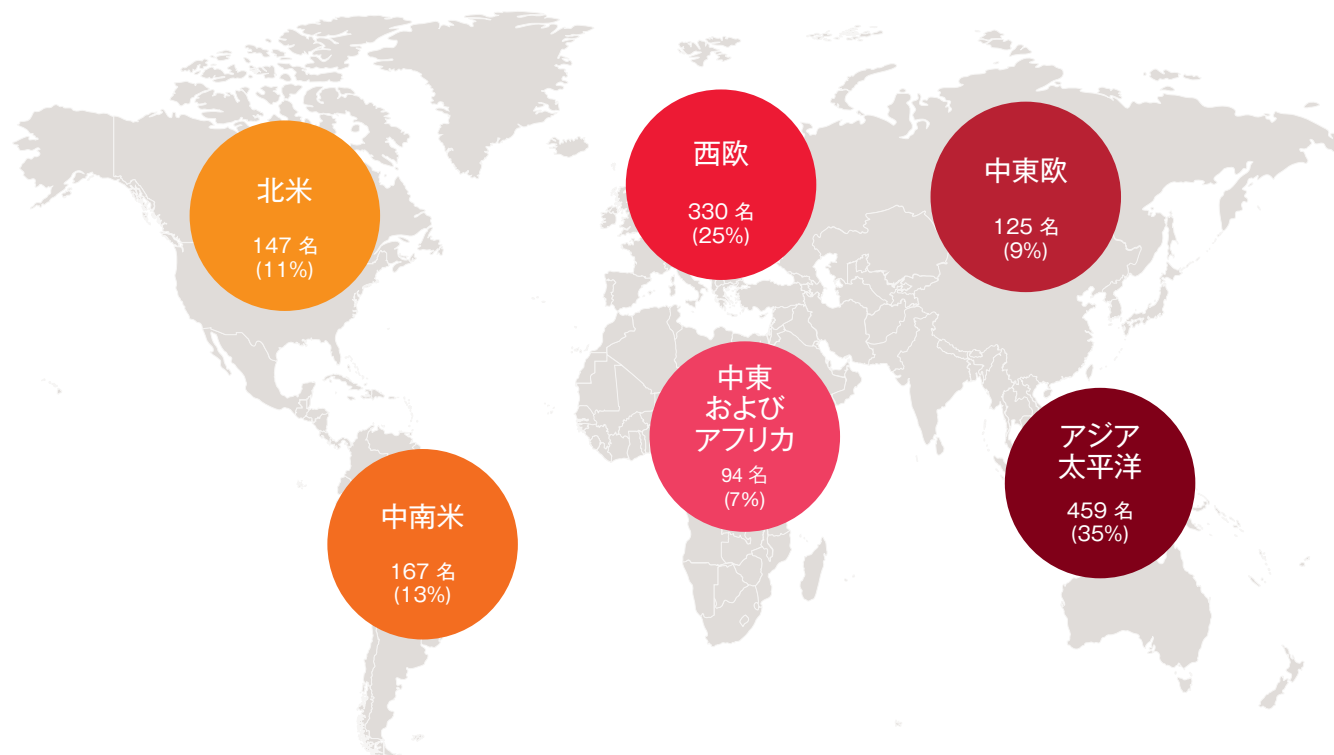 北米
147 名
(11%)
西欧
330 名
(25%)
中東欧
125 名
(9%)
中東
および
アフリカ
94 名
(7%)
アジア
太平洋
459 名
(35%)
中南米
167 名
(13%)